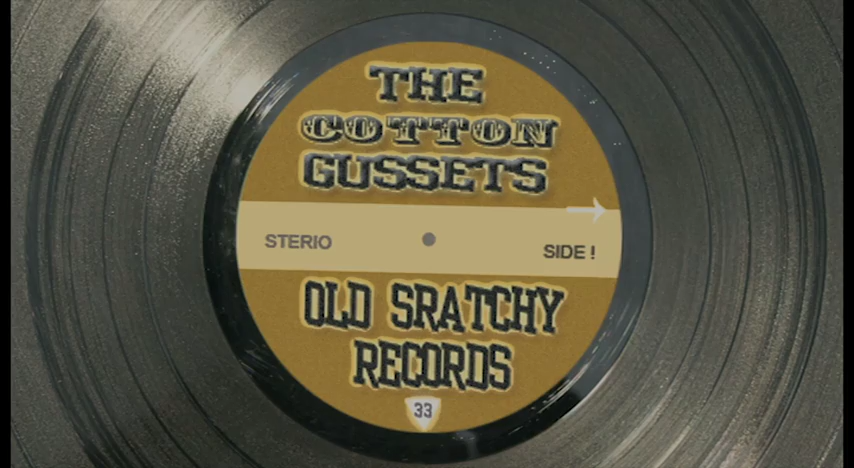 THE
COTTON
GUSSETS
STERIO
SIDE !
OLD SRATCHY
RECORDS
33